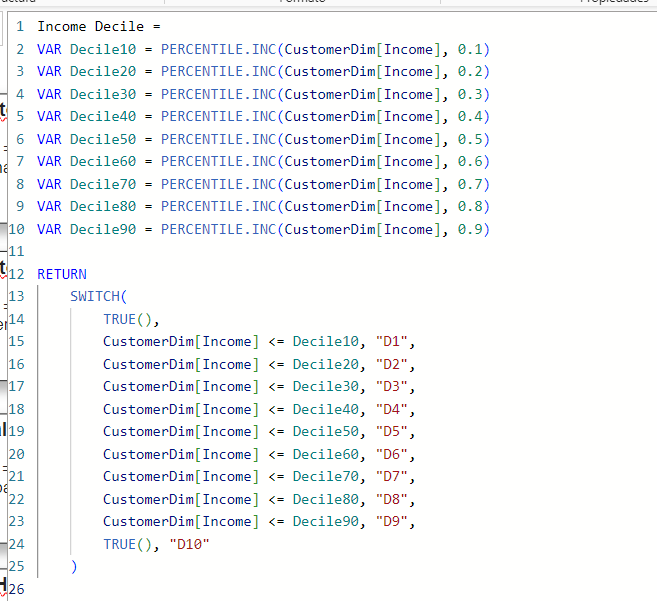 Formato
Propiedades
1 Income Decile =
2 VAR Decile10 = PERCENTILE.INC(CustomerDim[Income], 0.1)
3 VAR Decile20 = PERCENTILE.INC(CustomerDim[Income], 0.2)
4 VAR Decile30 = PERCENTILE.INC(CustomerDim[Income], 0.3)
5 VAR Decile40 = PERCENTILE.INC(CustomerDim[Income], 0.4)
6 VAR Decile50 = PERCENTILE.INC(CustomerDim[Income], 0.5)
7 VAR Decile60 = PERCENTILE.INC(CustomerDim[Income], 0.6)
8 VAR Decile70 = PERCENTILE.INC(CustomerDim[Income], 0.7)
9 VAR Decile80 = PERCENTILE.INC(CustomerDim[Income], 0.8)
10 VAR Decile90 = PERCENTILE.INC(CustomerDim[Income], 0.9)
11
12 RETURN
13 SWITCH(
14 TRUE(),
15 CustomerDim[Income] <= Decile10, "D1",
16 CustomerDim[Income] <= Decile20, "D2",
17 CustomerDim[Income] <= Decile30, "D3",
18 CustomerDim[Income] <= Decile40, "D4",
19 CustomerDim[Income] <= Decile50, "D5",
20 CustomerDim[Income] <= Decile60, "D6",
21 CustomerDim[Income] <= Decile70, "D7",
22 CustomerDim[Income] <= Decile80, "D8",
23 CustomerDim[Income] <= Decile90, "D9",
24 TRUE(), "D10"
25 )
26